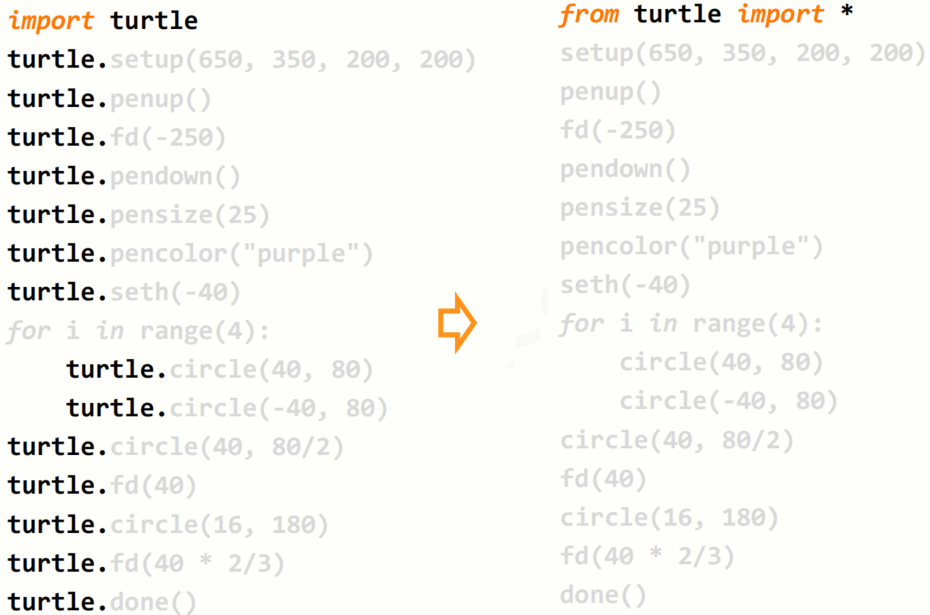 import turtle
turtle.setup(650, 350, 200, 200)
turtle.penup()
turtle.fd(-250)
turtle.pendown()
turtle.pensize(25)
turtle.pencolor("purple")
turtle.seth(-40)
for i in range(4):
    turtle.circle(40, 80)
    turtle.circle(-40, 80)
turtle.circle(40, 80/2)
turtle.fd(40)
turtle.circle(16, 180)
turtle.fd(40 * 2/3)
turtle.done()
from turtle import *
setup(650, 350, 200, 200)
penup()
fd(-250)
pendown()
pensize(25)
pencolor("purple")
seth(-40)
for i in range(4):
    circle(40, 80)
    circle(-40, 80)
circle(40, 80/2)
fd(40)
circle(16, 180)
fd(40 * 2/3)
done()